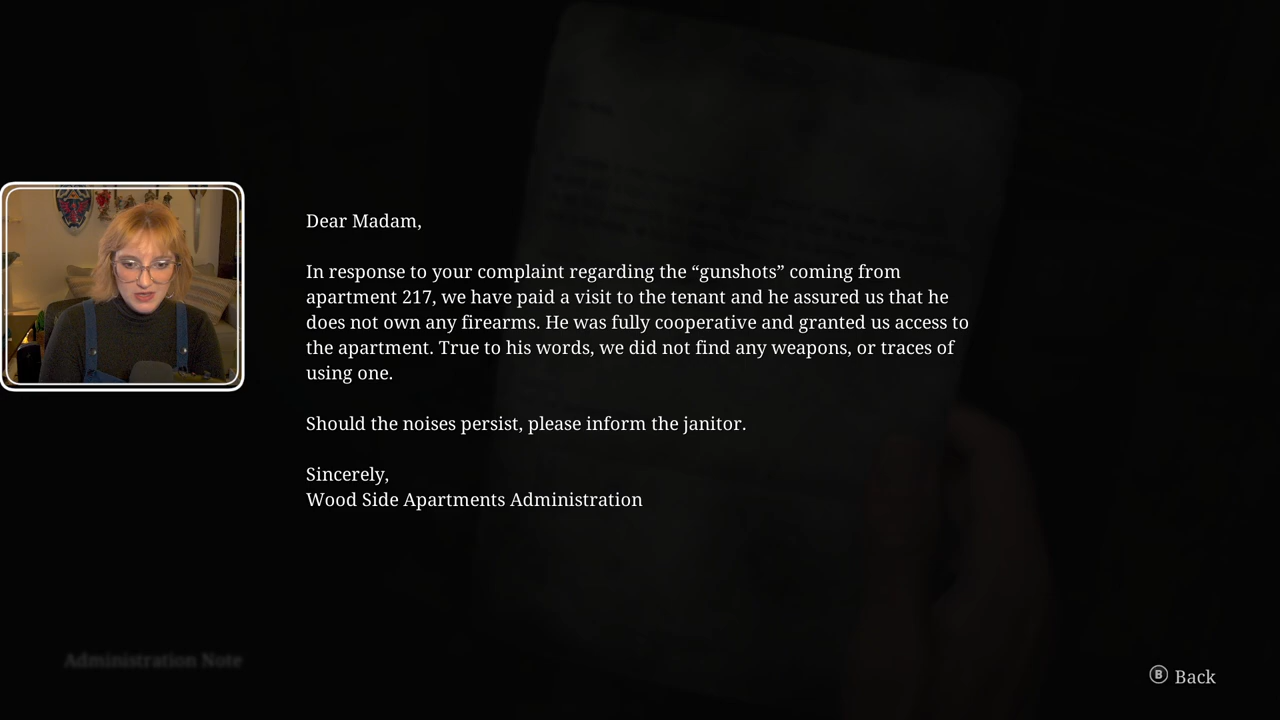 Dear Madam,
In response to your complaint regarding the “gunshots” coming from
apartment 217, we have paid a visit to the tenant and he assured us that he
does not own any firearms. He was fully cooperative and granted us access to
the apartment. True to his words, we did not find any weapons, or traces of
using one.
Should the noises persist, please inform the janitor.
Sincerely,
Wood Side Apartments Administration
Administration Note
B Back